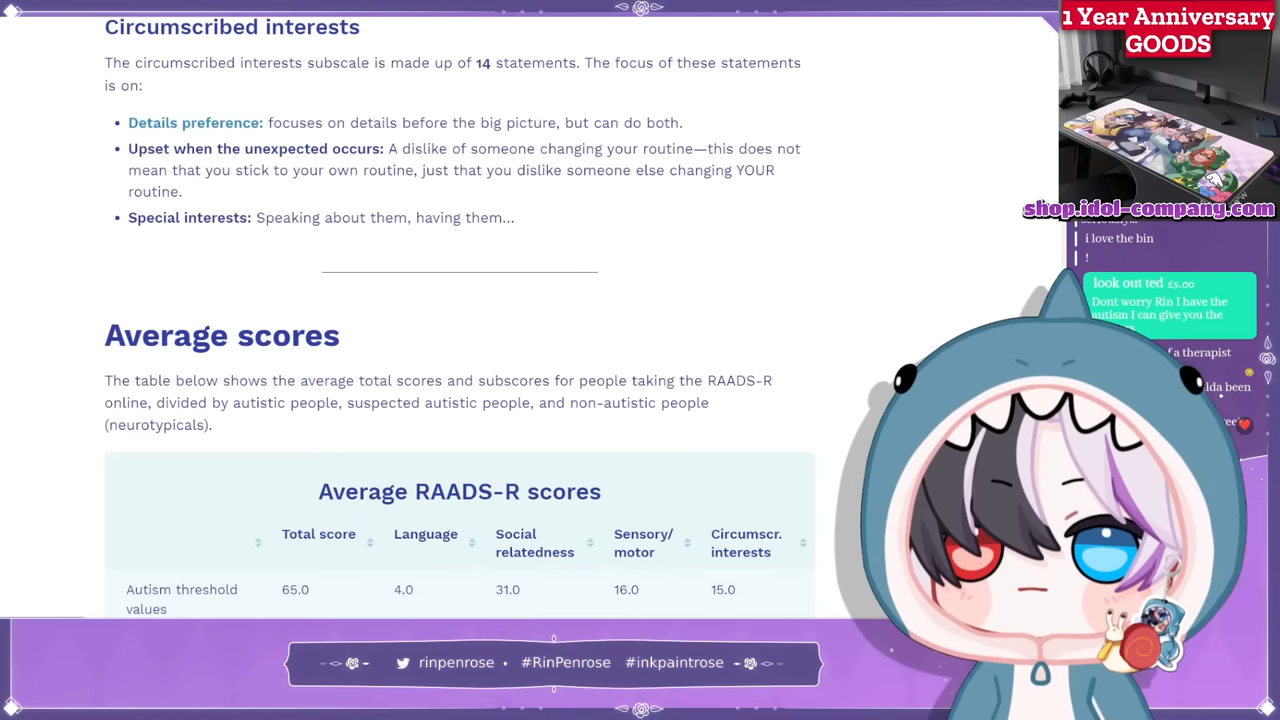 Circumscribed interests
The circumscribed interests subscale is made up of 14 statements. The focus of these statements
is on:
• Details preference: focuses on details before the big picture, but can do both.
• Upset when the unexpected occurs: A dislike of someone changing your routine—this does not
mean that you stick to your own routine, just that you dislike someone else changing YOUR
routine.
• Special interests: Speaking about them, having them...
Average scores
The table below shows the average total scores and subscores for people taking the RAADS-R
online, divided by autistic people, suspected autistic people, and non-autistic people
(neurotypicals).
Average RAADS-R scores
Total score Language Social relatedness Sensory/ motor Circumscr. interests
Autism threshold values 65.0 4.0 31.0 16.0 15.0
1 Year Anniversary
GOODS
shop.idol-company.com
i love the bin
!
look out ted £5.00
Dont worry Rin I have the
autism I can give you the
a therapist
been
rinpenrose • #RinPenrose #inkpaintrose